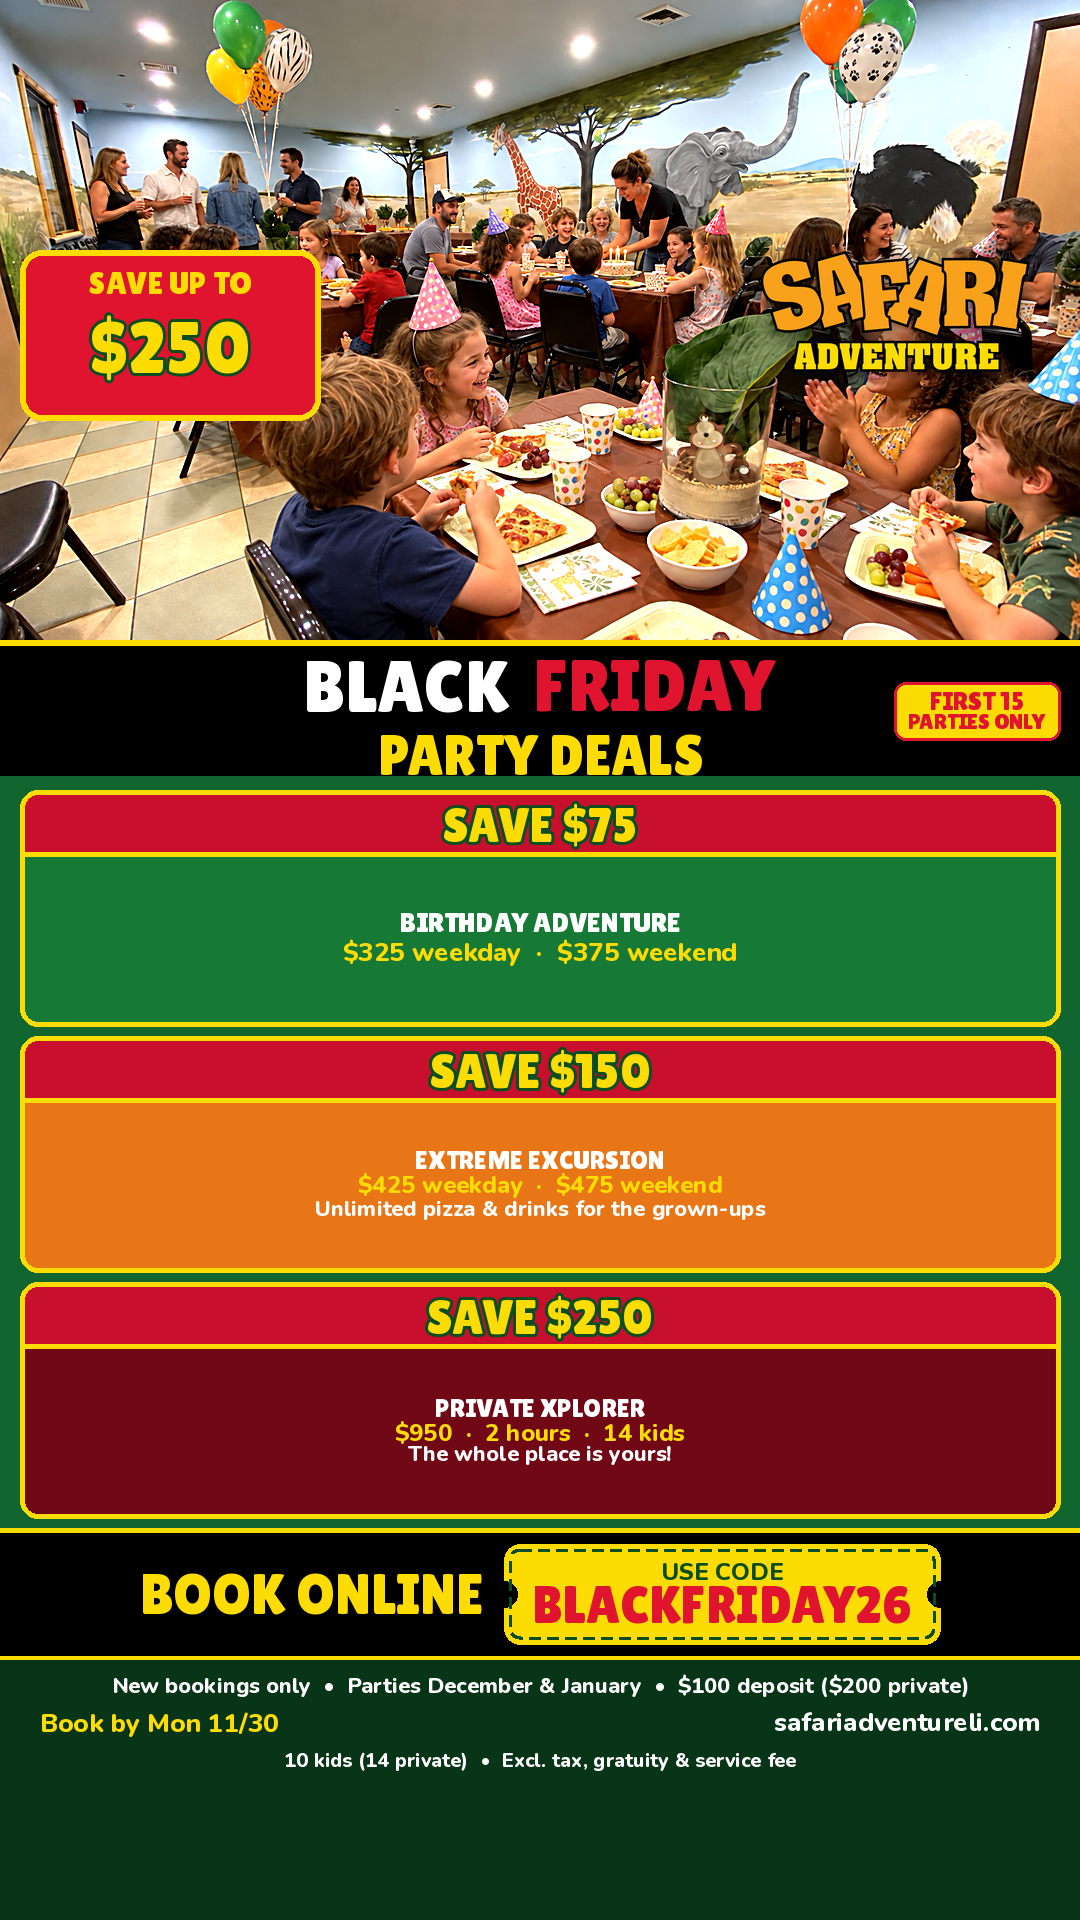 SAVE UP TO
$250
SAFARI
ADVENTURE
BLACK FRIDAY
PARTY DEALS
FIRST 15
PARTIES ONLY
SAVE $75
BIRTHDAY ADVENTURE
$325 weekday · $375 weekend
SAVE $150
EXTREME EXCURSION
$425 weekday · $475 weekend
Unlimited pizza & drinks for the grown-ups
SAVE $250
PRIVATE XPLORER
$950 · 2 hours · 14 kids
The whole place is yours!
BOOK ONLINE
USE CODE
BLACKFRIDAY26
New bookings only • Parties December & January • $100 deposit ($200 private)
Book by Mon 11/30
safariadventureli.com
10 kids (14 private) • Excl. tax, gratuity & service fee